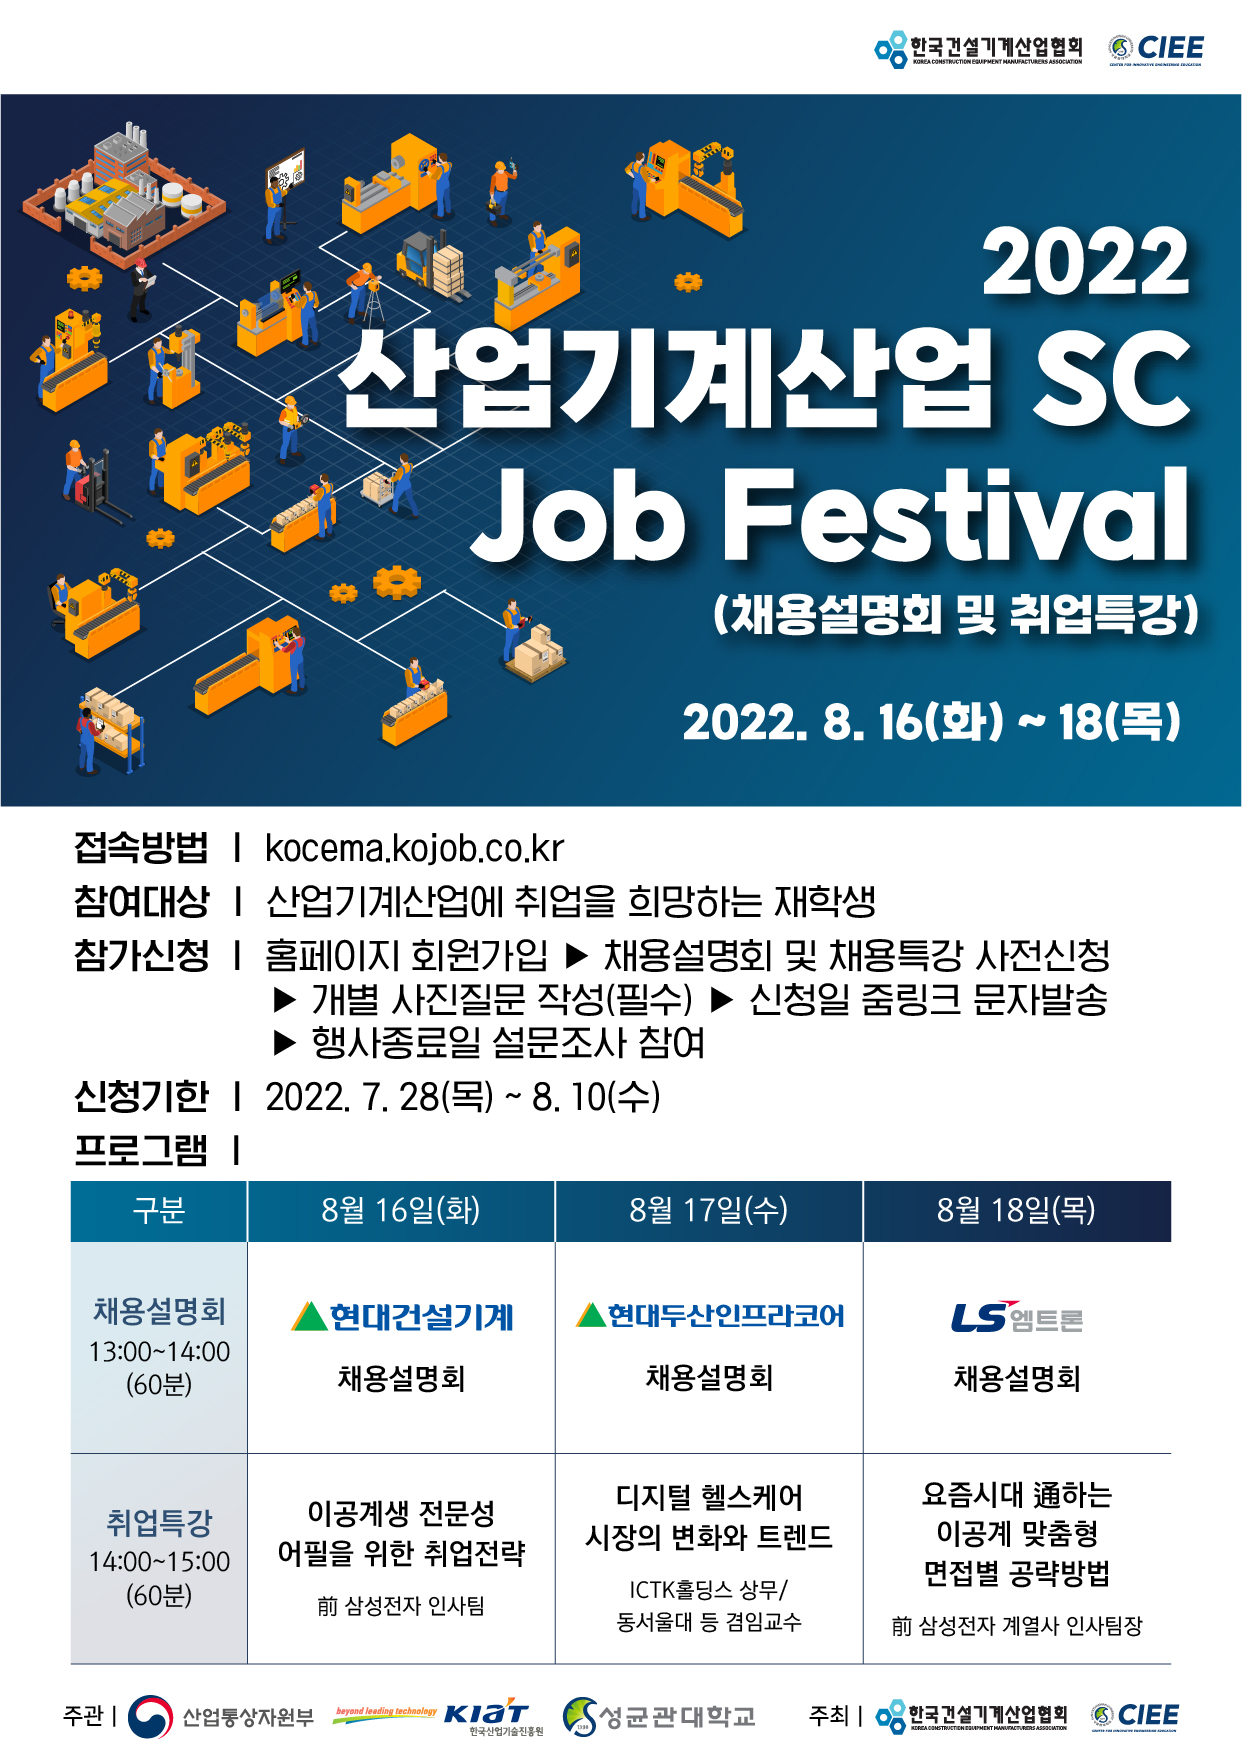 한국건설기계산업협회
KOREA CONSTRUCTION EQUIPMENT MANUFACTURERS ASSOCIATION
CIEE
CENTER FOR INNOVATIVE ENGINEERING EDUCATION
2022
산업기계산업 SC
Job Festival
(채용설명회 및 취업특강)
2022. 8. 16(화) ~ 18(목)
접속방법 | kocema.kojob.co.kr
참여대상 | 산업기계산업에 취업을 희망하는 재학생
참가신청 | 홈페이지 회원가입 ▶ 채용설명회 및 채용특강 사전신청
▶ 개별 사진질문 작성(필수) ▶ 신청일 줌링크 문자발송
▶ 행사종료일 설문조사 참여
신청기한 | 2022. 7. 28(목) ~ 8. 10(수)
프로그램 |
구분 8월 16일(화) 8월 17일(수) 8월 18일(목)
채용설명회
13:00~14:00
(60분)
현대건설기계
채용설명회
현대두산인프라코어
채용설명회
LS 엠트론
채용설명회
취업특강
14:00~15:00
(60분)
이공계생 전문성
어필을 위한 취업전략
前 삼성전자 인사팀
디지털 헬스케어
시장의 변화와 트렌드
ICTK홀딩스 상무/
동서울대 등 겸임교수
요즘시대 通하는
이공계 맞춤형
면접별 공략방법
前 삼성전자 계열사 인사팀장
주관 | 산업통상자원부
beyond leading technology
KIAT
한국산업기술진흥원
1398
성균관대학교
주최 | 한국건설기계산업협회
KOREA CONSTRUCTION EQUIPMENT MANUFACTURERS ASSOCIATION
CIEE
CENTER FOR INNOVATIVE ENGINEERING EDUCATION